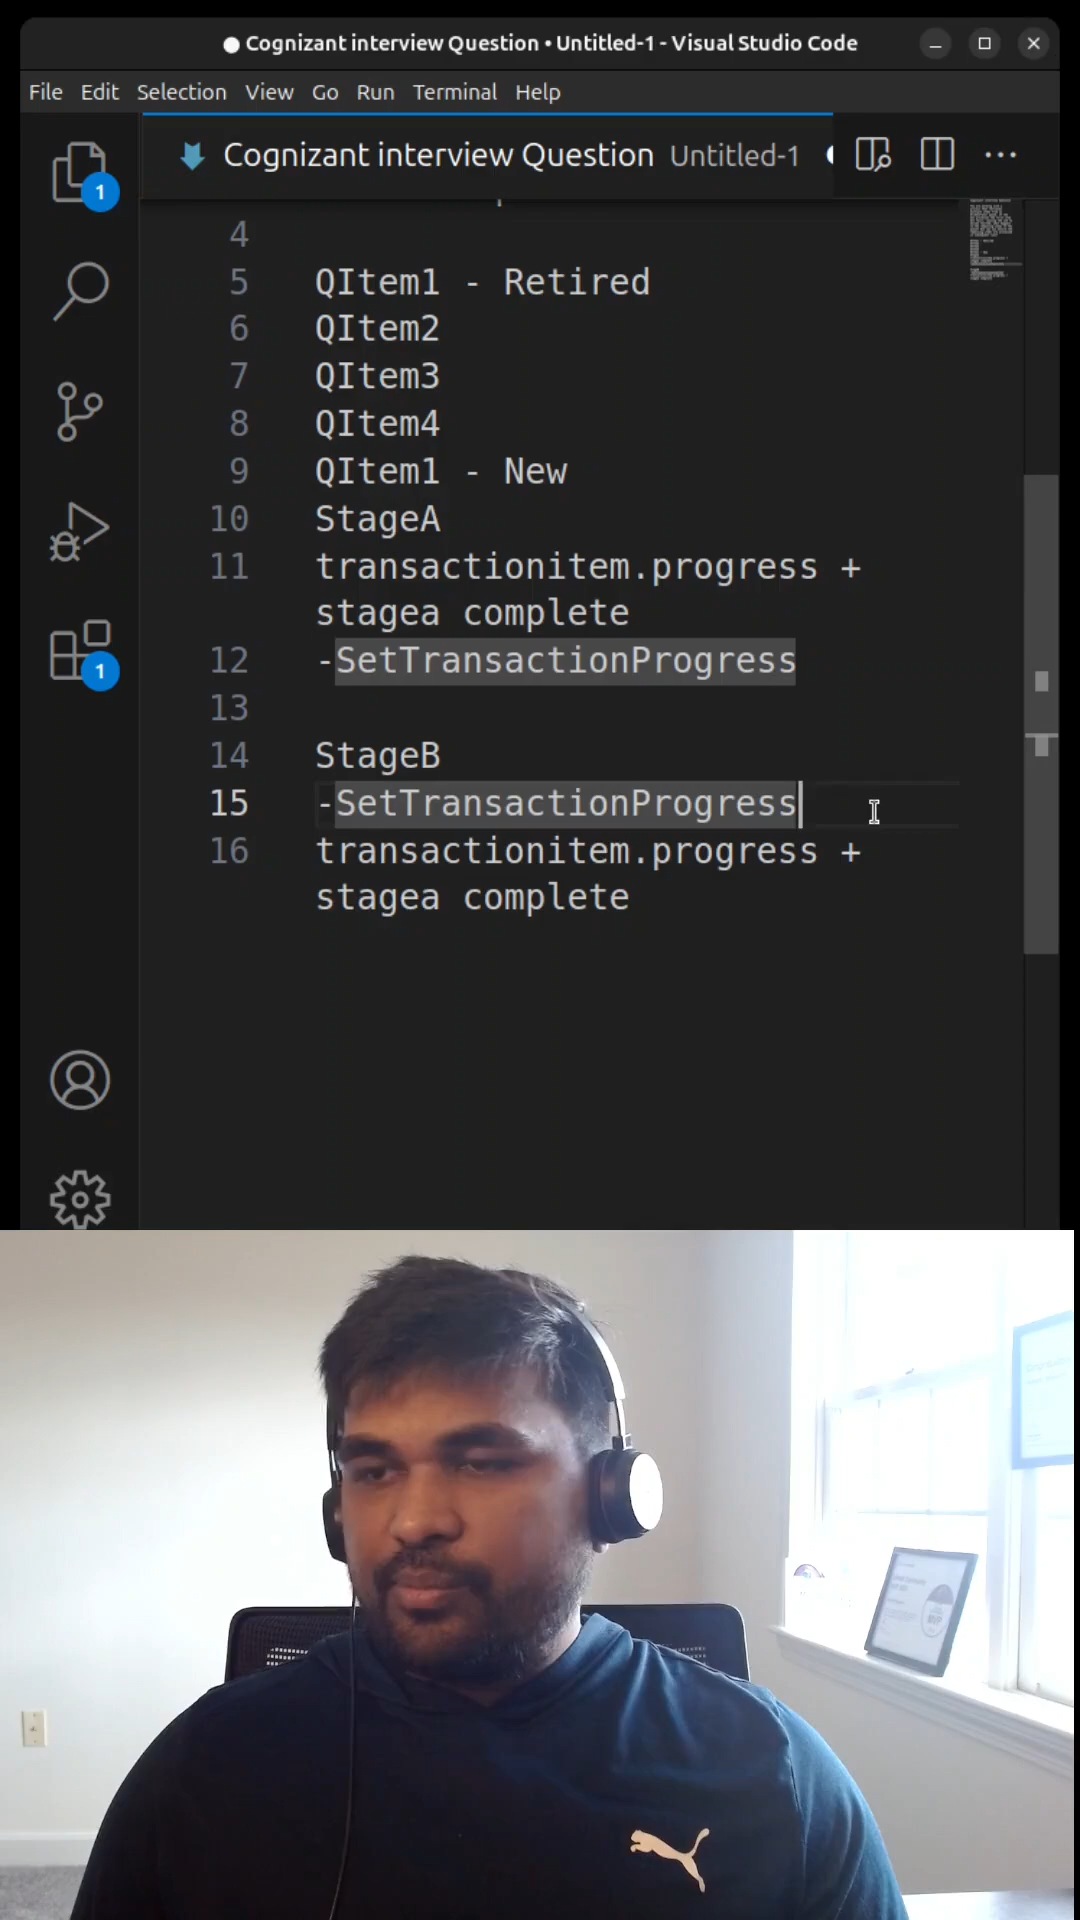 Cognizant interview Question • Untitled-1 - Visual Studio Code
File Edit Selection View Go Run Terminal Help
Cognizant interview Question Untitled-1
1
4
5 QItem1 - Retired
6 QItem2
7 QItem3
8 QItem4
9 QItem1 - New
10 StageA
11 transactionitem.progress +
stagea complete
12 -SetTransactionProgress
13
1
14 StageB
15 -SetTransactionProgress
16 transactionitem.progress +
stagea complete